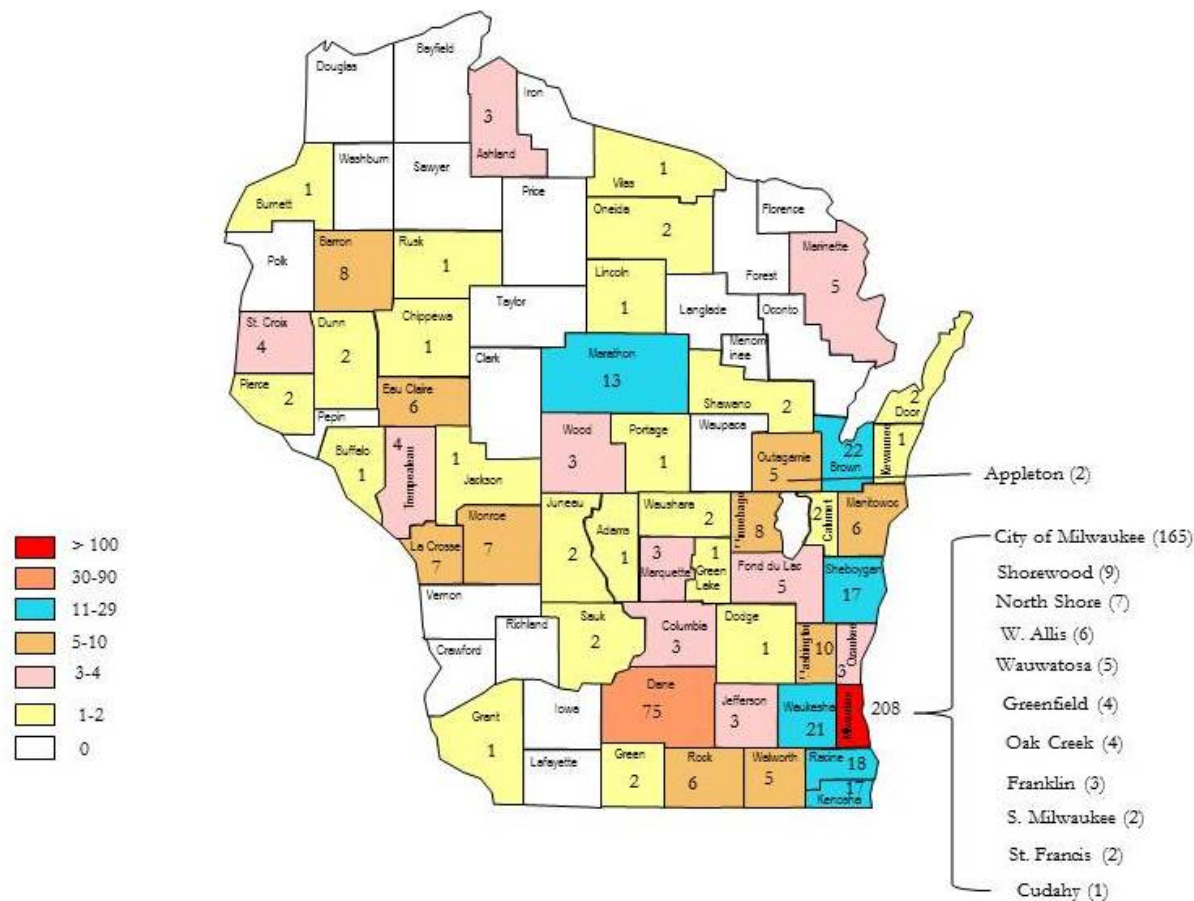 Bayfield
Douglas
Iron
3
Ashland
Washburn
Sawyer
1
Vilas
Burnett
1
Price
Oneida
2
Florence
Polk
Barron
8
Rusk
1
Marinette
5
Forest
Lincoln
1
Taylor
Langlade
Oconto
St. Croix
4
Dunn
2
Chippewa
1
Clark
Marathon
13
Menom
inee
Pierce
2
Eau Claire
6
Shawano
2
2
Door
Pepin
Buffalo
1
4
Trempealeau
1
Jackson
Wood
3
Portage
1
Waupaca
Outagamie
5
22
Brown
1
Kewaunee
Appleton (2)
Monroe
7
La Crosse
7
Juneau
2
Adams
1
Waushara
2
Winnebago
8
2
Calumet
Manitowoc
6
3
Marquette
1
Green
Lake
Fond du Lac
5
Sheboygan
17
Vernon
Richland
Crawford
Sauk
2
Columbia
3
Dodge
1
Washington
10
Ozaukee
3
Dane
75
Jefferson
3
Waukesha
21
Milwaukee
208
Grant
1
Iowa
Lafayette
Green
2
Rock
6
Walworth
5
Racine 18
17
Kenosha
> 100
30-90
11-29
5-10
3-4
1-2
0
City of Milwaukee (165)
Shorewood (9)
North Shore (7)
W. Allis (6)
Wauwatosa (5)
Greenfield (4)
Oak Creek (4)
Franklin (3)
S. Milwaukee (2)
St. Francis (2)
Cudahy (1)